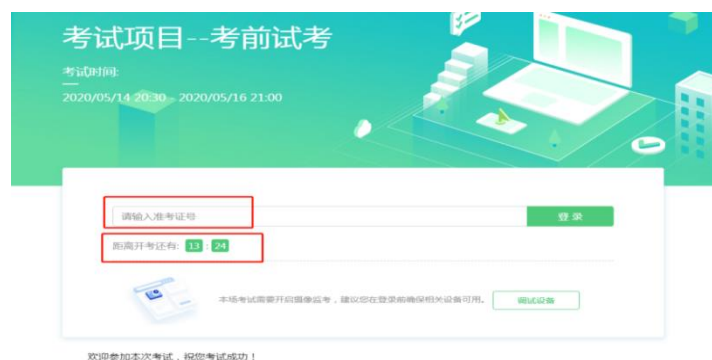 考试项目--考前试考
考试时间:
2020/05/14 20:30 - 2020/05/16 21:00
请输入准考证号
登 录
距离开考还有: 13 : 24
本场考试需要开启摄像监考，建议您在登录前确保相关设备可用。
调试设备
欢迎参加本次考试，祝您考试成功！